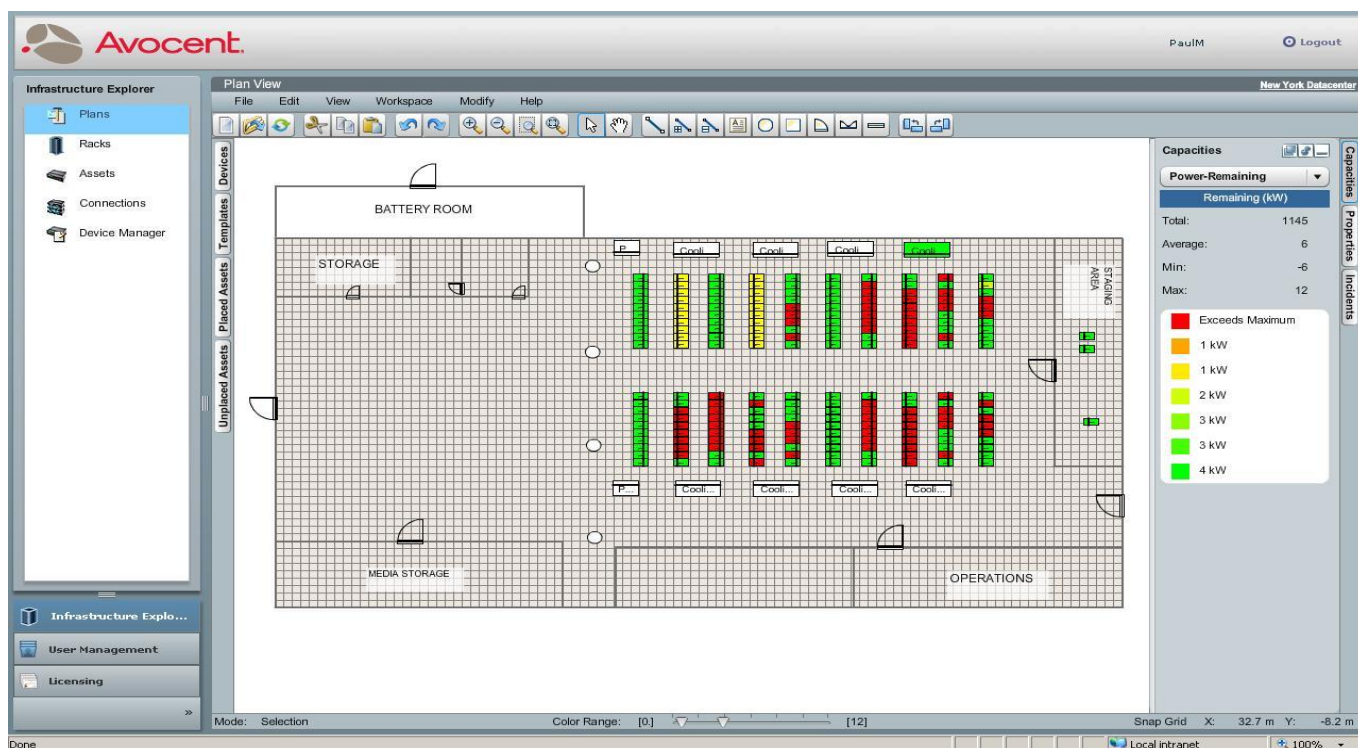 Avocent.
PaulM
Logout
Infrastructure Explorer
Plans
Racks
Assets
Connections
Device Manager
Infrastructure Explo...
User Management
Licensing
»
Plan View
New York Datacenter
File Edit View Workspace Modify Help
Devices
Templates
Placed Assets
Unplaced Assets
BATTERY ROOM
STORAGE
P...
Cooli...
Cooli...
Cooli...
Cooli...
STAGING
AREA
P...
Cooli...
Cooli...
Cooli...
Cooli...
MEDIA STORAGE
OPERATIONS
Capacities
Power-Remaining
Remaining (kW)
Total: 1145
Average: 6
Min: -6
Max: 12
Exceeds Maximum
1 kW
1 kW
2 kW
3 kW
3 kW
4 kW
Capacities
Properties
Incidents
Mode: Selection
Color Range: [0.] [12]
Snap Grid X: 32.7 m Y: -8.2 m
Done
Local intranet
100%